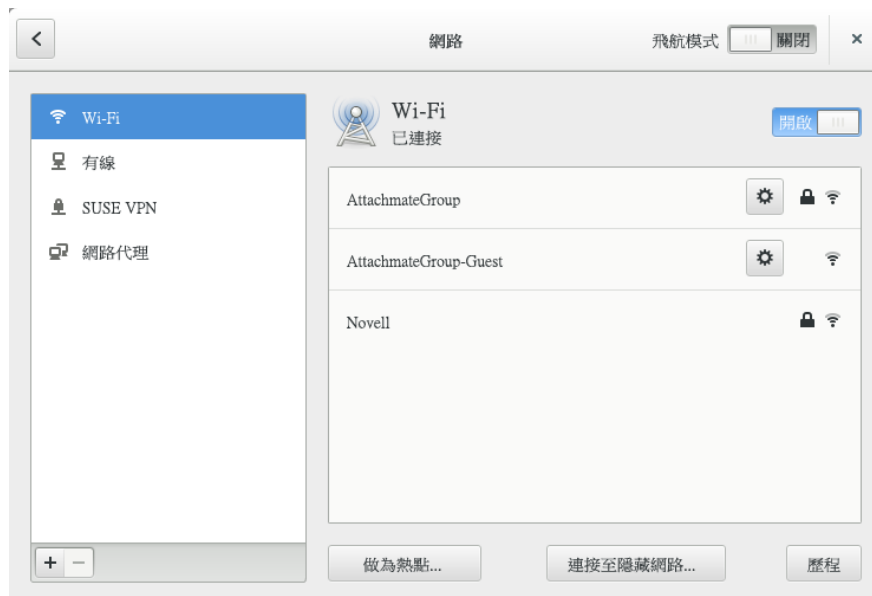 網路
飛航模式 關閉
Wi-Fi
有線
SUSE VPN
網路代理
Wi-Fi
已連接
開啟
AttachmateGroup
AttachmateGroup-Guest
Novell
做為熱點...
連接至隱藏網路...
歷程